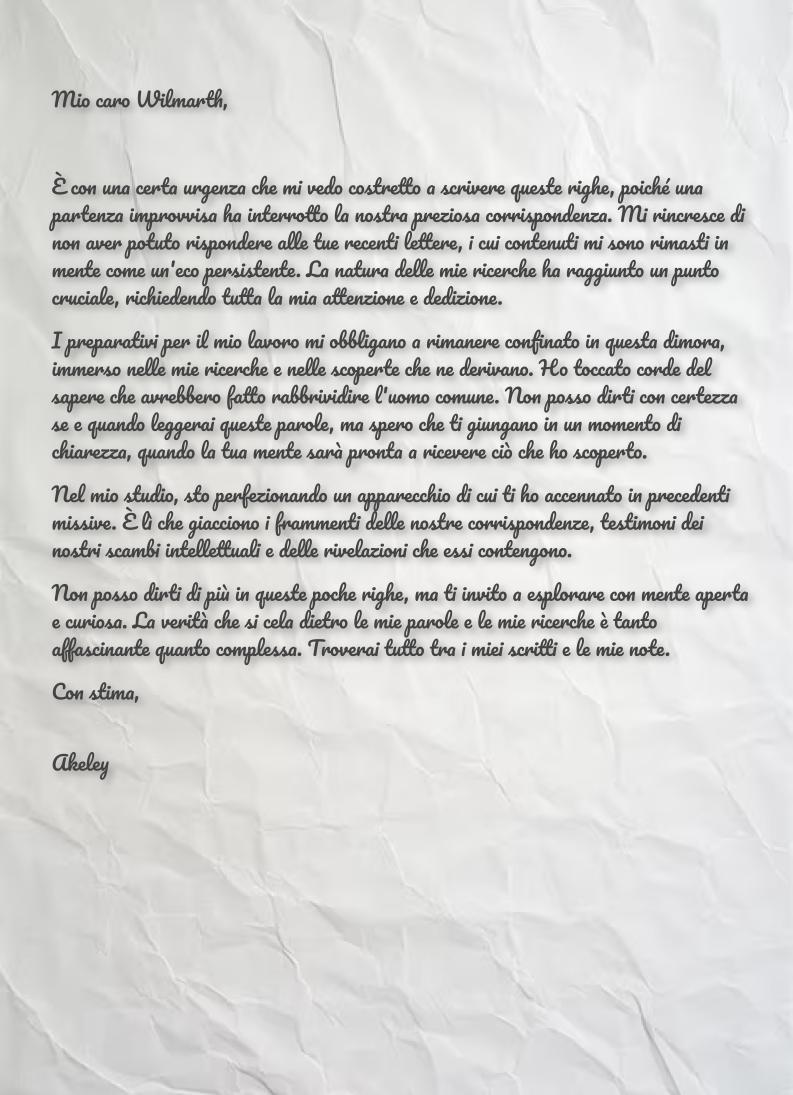 Mio caro Wilmarth,
È con una certa urgenza che mi vedo costretto a scrivere queste righe, poiché una
partenza improvvisa ha interrotto la nostra preziosa corrispondenza. Mi rincresce di
non aver potuto rispondere alle tue recenti lettere, i cui contenuti mi sono rimasti in
mente come un'eco persistente. La natura delle mie ricerche ha raggiunto un punto
cruciale, richiedendo tutta la mia attenzione e dedizione.
I preparativi per il mio lavoro mi obbligano a rimanere confinato in questa dimora,
immerso nelle mie ricerche e nelle scoperte che ne derivano. Ho toccato corde del
sapere che avrebbero fatto rabbrividire l'uomo comune. Non posso dirti con certezza
se e quando leggerai queste parole, ma spero che ti giungano in un momento di
chiarezza, quando la tua mente sarà pronta a ricevere ciò che ho scoperto.
Nel mio studio, sto perfezionando un apparecchio di cui ti ho accennato in precedenti
missive. È lì che giacciono i frammenti delle nostre corrispondenze, testimoni dei
nostri scambi intellettuali e delle rivelazioni che essi contengono.
Non posso dirti di più in queste poche righe, ma ti invito a esplorare con mente aperta
e curiosa. La verità che si cela dietro le mie parole e le mie ricerche è tanto
affascinante quanto complessa. Troverai tutto tra i miei scritti e le mie note.
Con stima,
Akeley